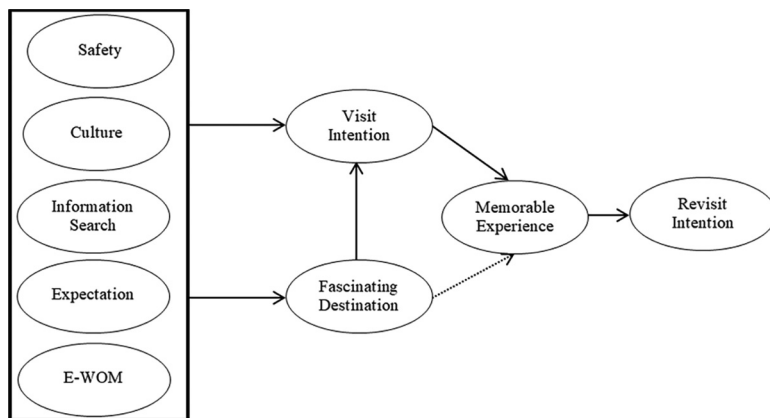 Safety
Culture
Information
Search
Expectation
E-WOM
Visit
Intention
Fascinating
Destination
Memorable
Experience
Revisit
Intention